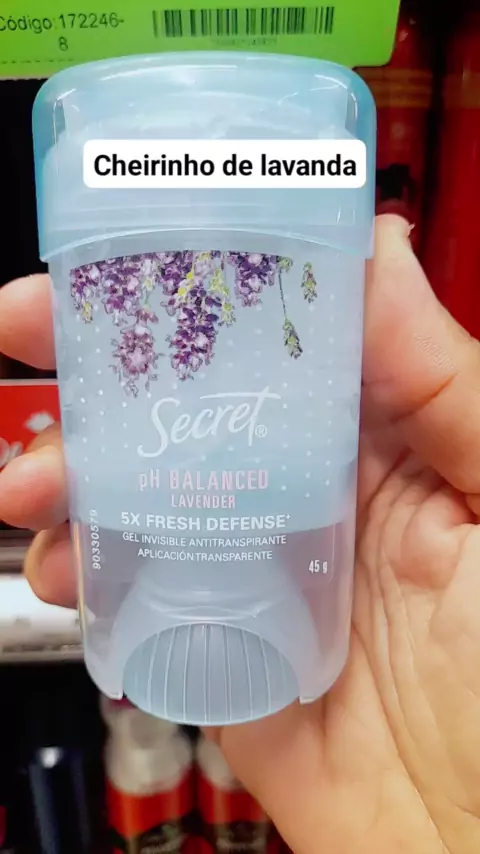 Código:172246-
8
Cheirinho de lavanda
Secret®
pH BALANCED
LAVENDER
5X FRESH DEFENSE*
GEL INVISIBLE ANTITRANSPIRANTE
APLICACIÓN TRANSPARENTE
45 g
90330579